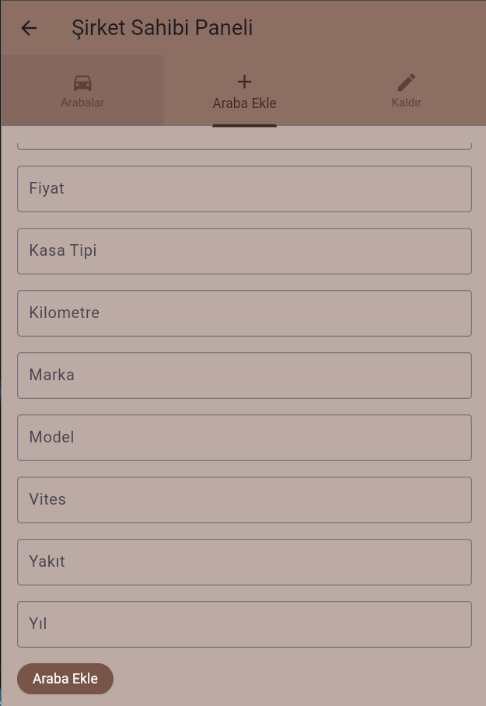 Şirket Sahibi Paneli
Arabalar
Araba Ekle
Kaldır
Fiyat
Kasa Tipi
Kilometre
Marka
Model
Vites
Yakıt
Yıl
Araba Ekle